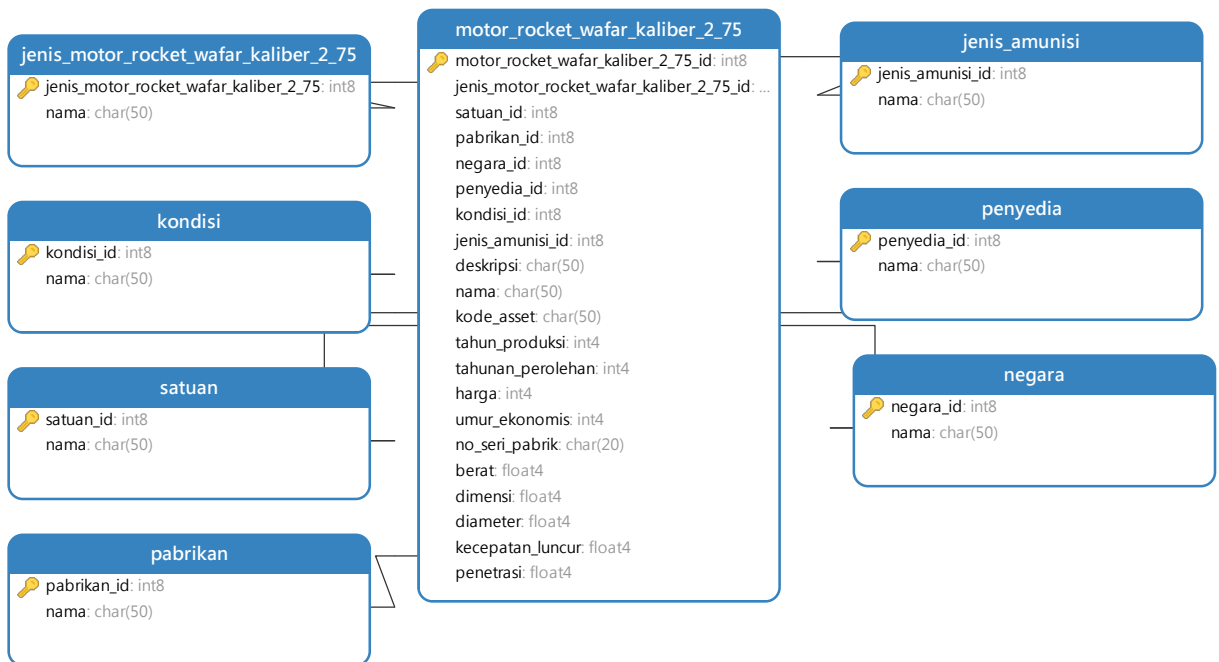 jenis_motor_rocket_wafar_kaliber_2_75
jenis_motor_rocket_wafar_kaliber_2_75: int8
nama: char(50)
kondisi
kondisi_id: int8
nama: char(50)
satuan
satuan_id: int8
nama: char(50)
pabrikan
pabrikan_id: int8
nama: char(50)
motor_rocket_wafar_kaliber_2_75
motor_rocket_wafar_kaliber_2_75_id: int8
jenis_motor_rocket_wafar_kaliber_2_75_id: ...
satuan_id: int8
pabrikan_id: int8
negara_id: int8
penyedia_id: int8
kondisi_id: int8
jenis_amunisi_id: int8
deskripsi: char(50)
nama: char(50)
kode_asset: char(50)
tahun_produksi: int4
tahunan_perolehan: int4
harga: int4
umur_ekonomis: int4
no_seri_pabrik: char(20)
berat: float4
dimensi: float4
diameter: float4
kecepatan_luncur: float4
penetrasi: float4
jenis_amunisi
jenis_amunisi_id: int8
nama: char(50)
penyedia
penyedia_id: int8
nama: char(50)
negara
negara_id: int8
nama: char(50)